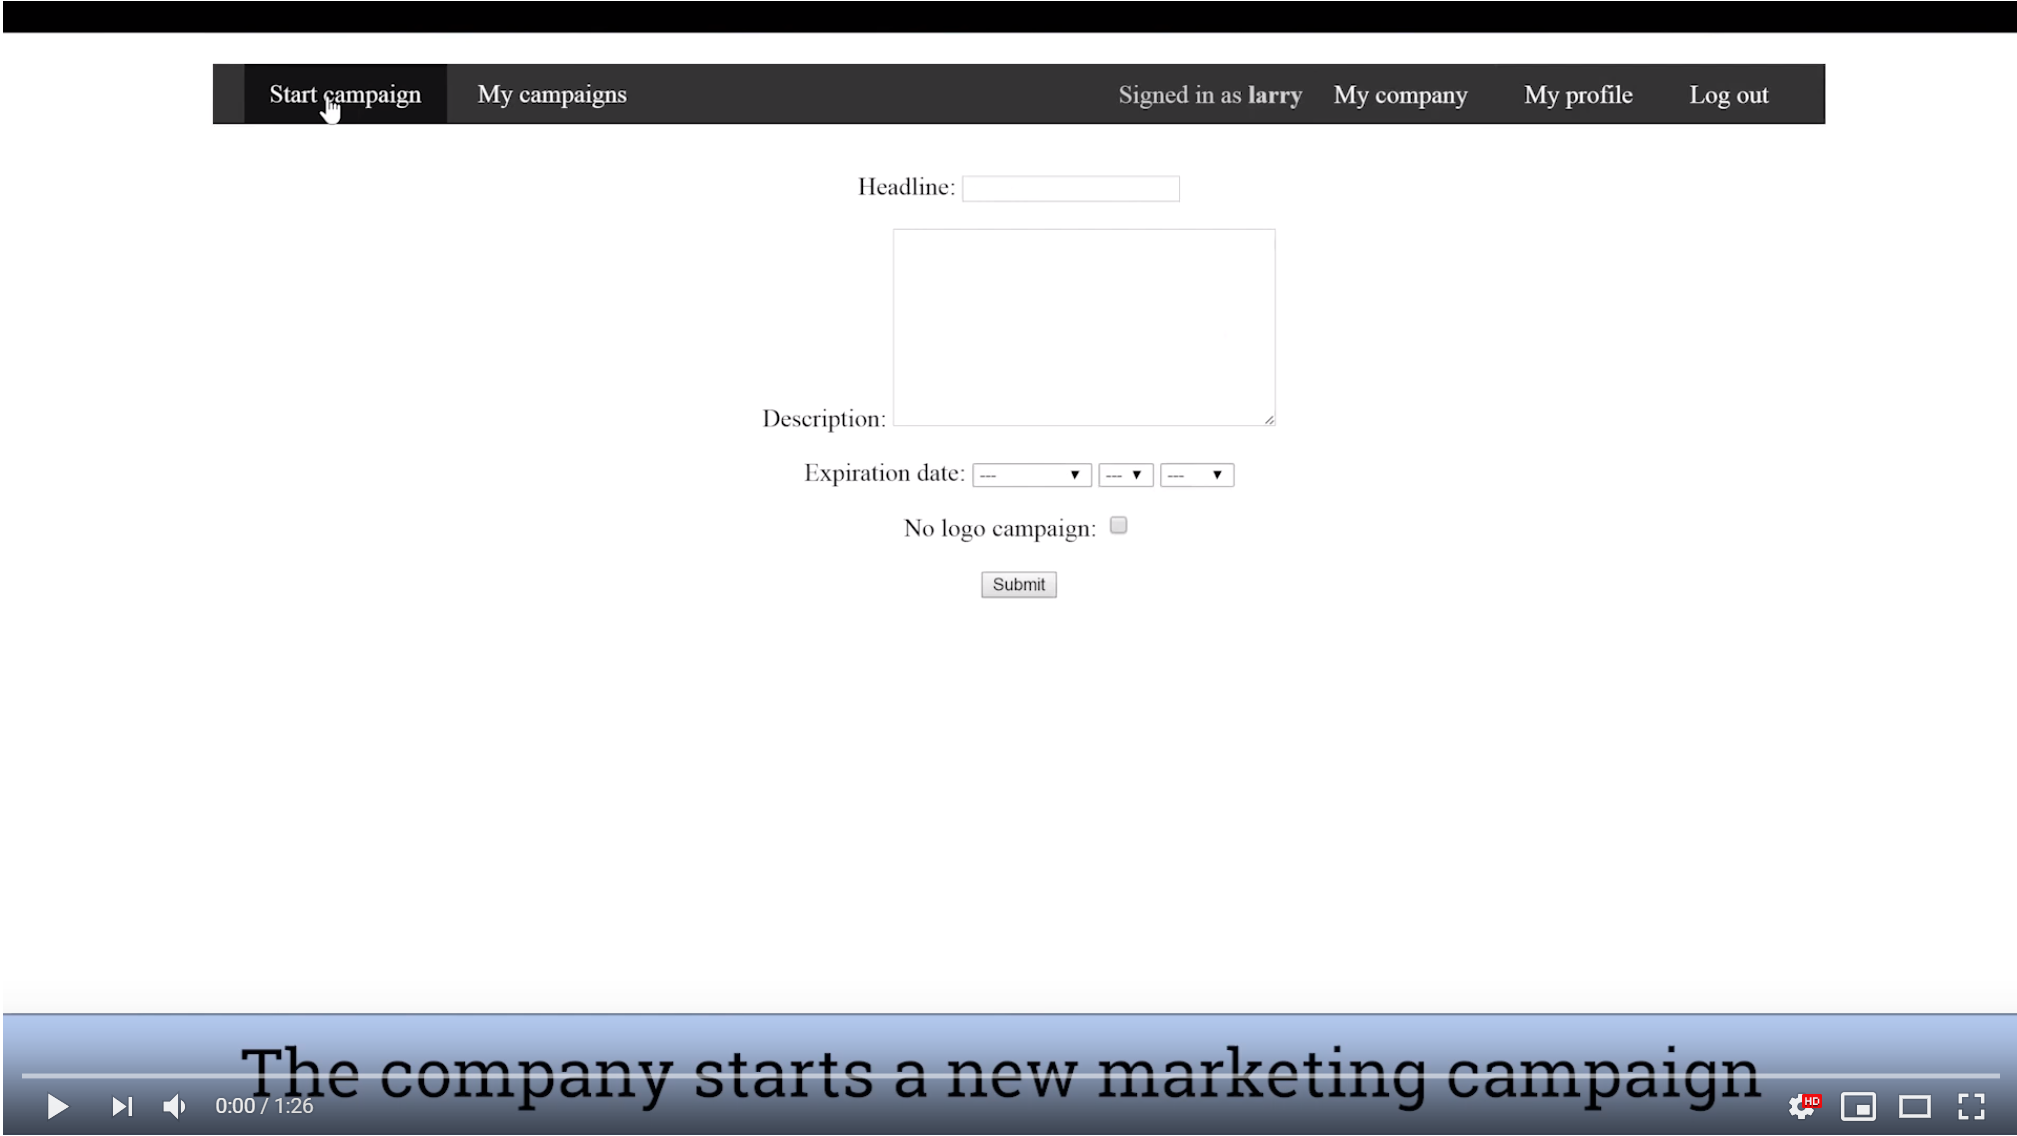 Start campaign My campaigns Signed in as larry My company My profile Log out
Headline:
Description:
Expiration date: --- --- ---
No logo campaign:
Submit
The company starts a new marketing campaign
0:00 / 1:26 HD